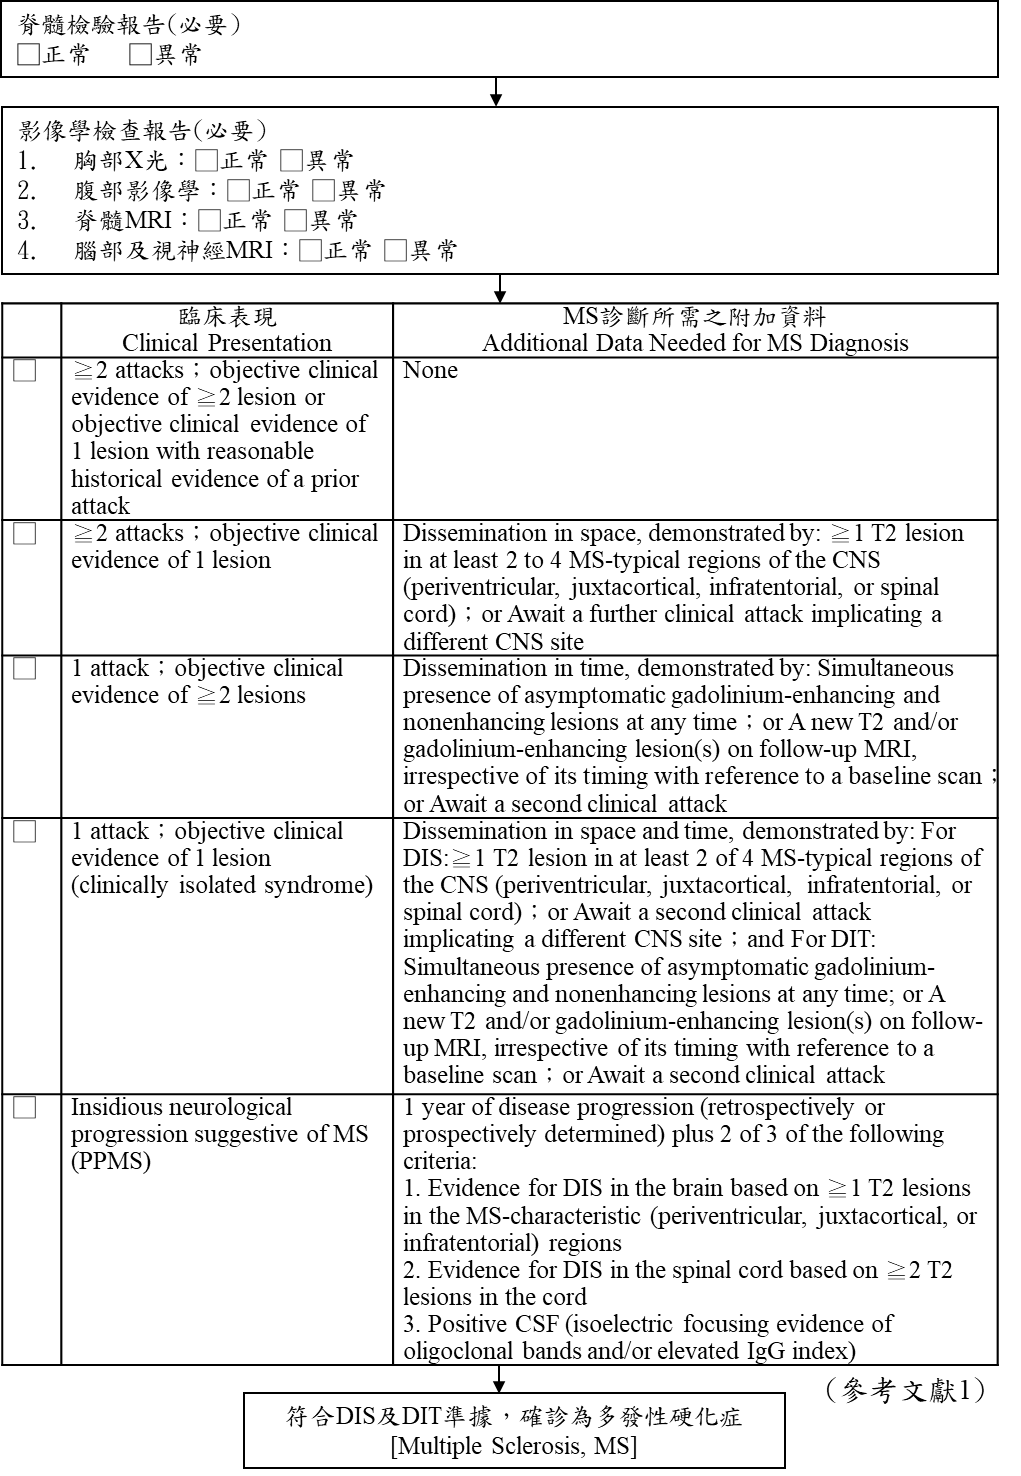 脊髓檢驗報告(必要)
□正常 □異常
影像學檢查報告(必要)
1. 胸部X光：□正常 □異常
2. 腹部影像學：□正常 □異常
3. 脊髓MRI：□正常 □異常
4. 腦部及視神經MRI：□正常 □異常
臨床表現
Clinical Presentation
MS診斷所需之附加資料
Additional Data Needed for MS Diagnosis
□
≧2 attacks；objective clinical
evidence of ≧2 lesion or
objective clinical evidence of
1 lesion with reasonable
historical evidence of a prior
attack
None
□
≧2 attacks；objective clinical
evidence of 1 lesion
Dissemination in space, demonstrated by: ≧1 T2 lesion
in at least 2 to 4 MS-typical regions of the CNS
(periventricular, juxtacortical, infratentorial, or spinal
cord)；or Await a further clinical attack implicating a
different CNS site
□
1 attack；objective clinical
evidence of ≧2 lesions
Dissemination in time, demonstrated by: Simultaneous
presence of asymptomatic gadolinium-enhancing and
nonenhancing lesions at any time；or A new T2 and/or
gadolinium-enhancing lesion(s) on follow-up MRI,
irrespective of its timing with reference to a baseline scan；
or Await a second clinical attack
□
1 attack；objective clinical
evidence of 1 lesion
(clinically isolated syndrome)
Dissemination in space and time, demonstrated by: For
DIS:≧1 T2 lesion in at least 2 of 4 MS-typical regions of
the CNS (periventricular, juxtacortical, infratentorial, or
spinal cord)；or Await a second clinical attack
implicating a different CNS site；and For DIT:
Simultaneous presence of asymptomatic gadolinium-
enhancing and nonenhancing lesions at any time; or A
new T2 and/or gadolinium-enhancing lesion(s) on follow-
up MRI, irrespective of its timing with reference to a
baseline scan；or Await a second clinical attack
□
Insidious neurological
progression suggestive of MS
(PPMS)
1 year of disease progression (retrospectively or
prospectively determined) plus 2 of 3 of the following
criteria:
1. Evidence for DIS in the brain based on ≧1 T2 lesions
in the MS-characteristic (periventricular, juxtacortical, or
infratentorial) regions
2. Evidence for DIS in the spinal cord based on ≧2 T2
lesions in the cord
3. Positive CSF (isoelectric focusing evidence of
oligoclonal bands and/or elevated IgG index)
（參考文獻1）
符合DIS及DIT準據，確診為多發性硬化症
[Multiple Sclerosis, MS]